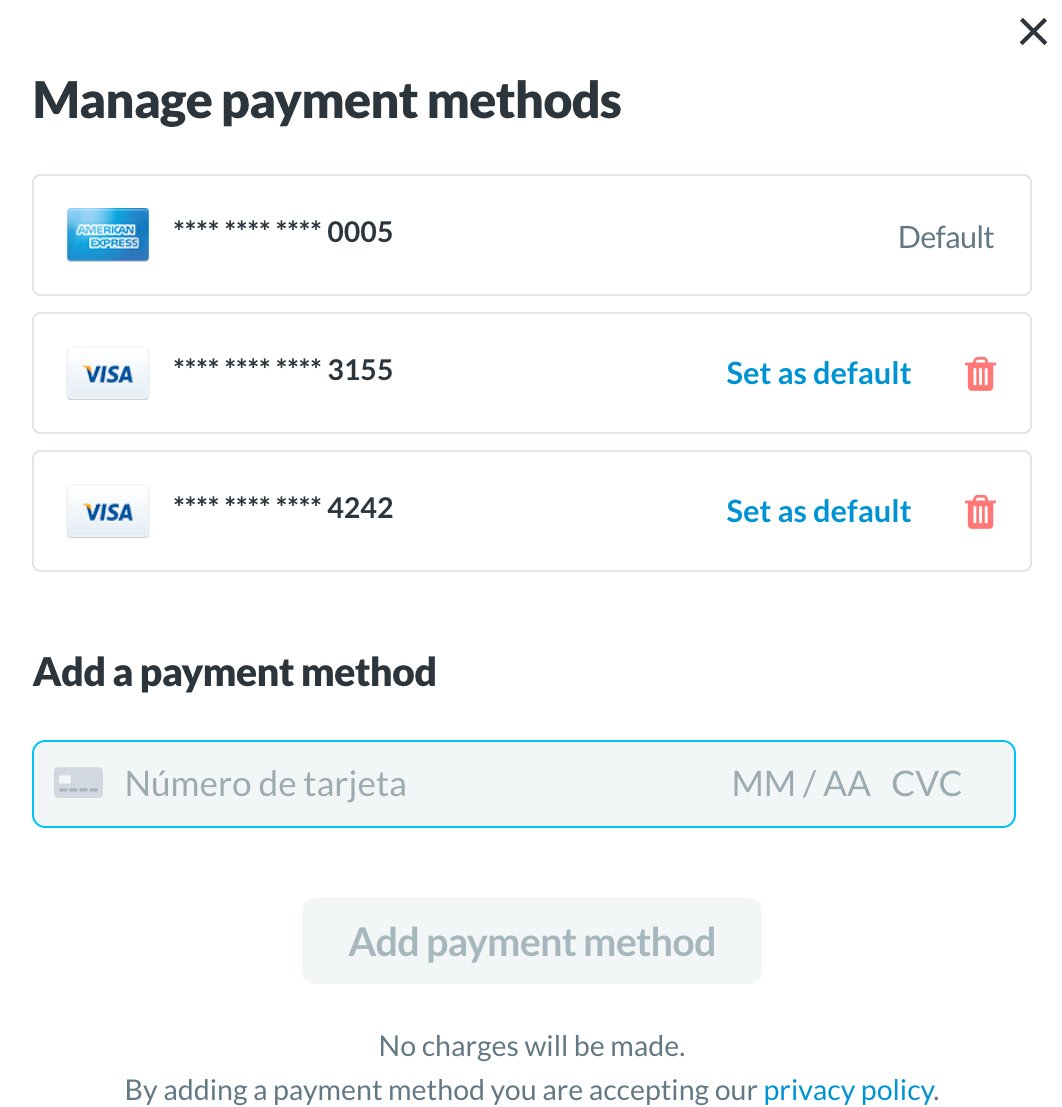 Manage payment methods
AMERICAN EXPRESS
**** **** **** 0005 Default
VISA **** **** **** 3155 Set as default
VISA **** **** **** 4242 Set as default
Add a payment method
Número de tarjeta MM / AA CVC
Add payment method
No charges will be made.
By adding a payment method you are accepting our privacy policy.